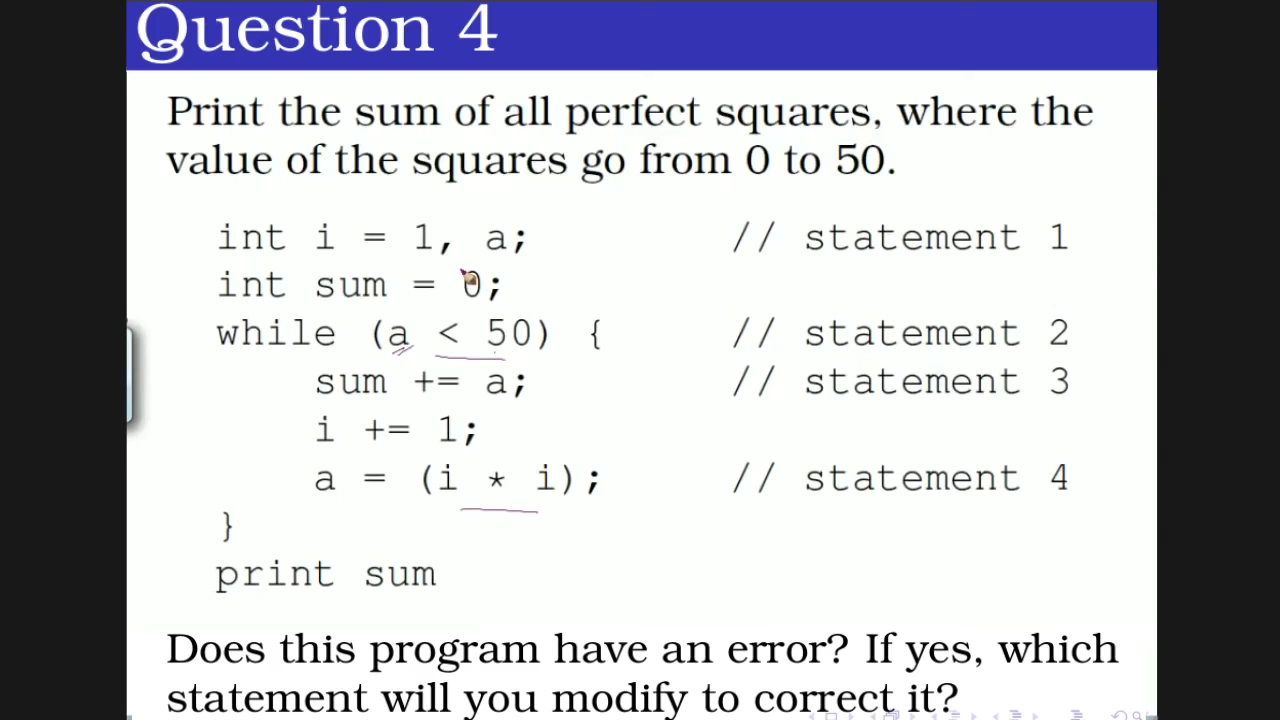 Question 4
Print the sum of all perfect squares, where the
value of the squares go from 0 to 50.
int i = 1, a; // statement 1
int sum = 0;
while (a < 50) { // statement 2
sum += a; // statement 3
i += 1;
a = (i * i); // statement 4
}
print sum
Does this program have an error? If yes, which
statement will you modify to correct it?